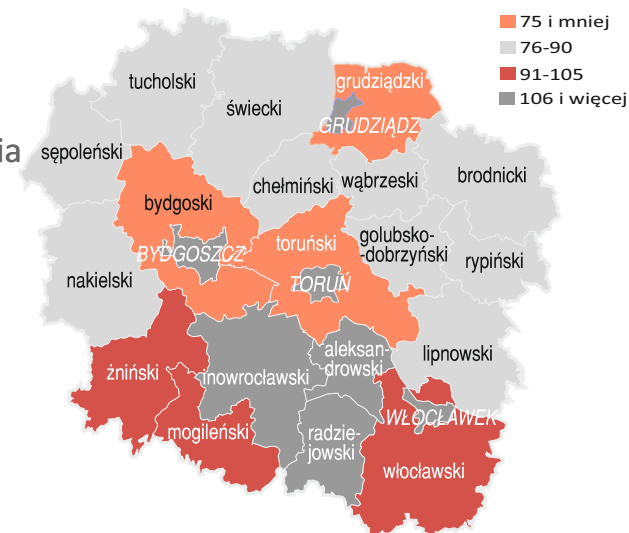 75 i mniej
76-90
91-105
106 i więcej
tucholski
grudziądzki
świecki
GRUDZIĄDZ
ia
sępoleński
brodnicki
chełmiński
wąbrzeski
bydgoski
golubsko-
-dobrzyński
toruński
BYDGOSZCZ
rypiński
nakielski
TORUŃ
aleksan-
drowski
lipnowski
żniński
inowrocławski
WŁOCŁAWEK
mogileński
radzie-
jowski
włocławski